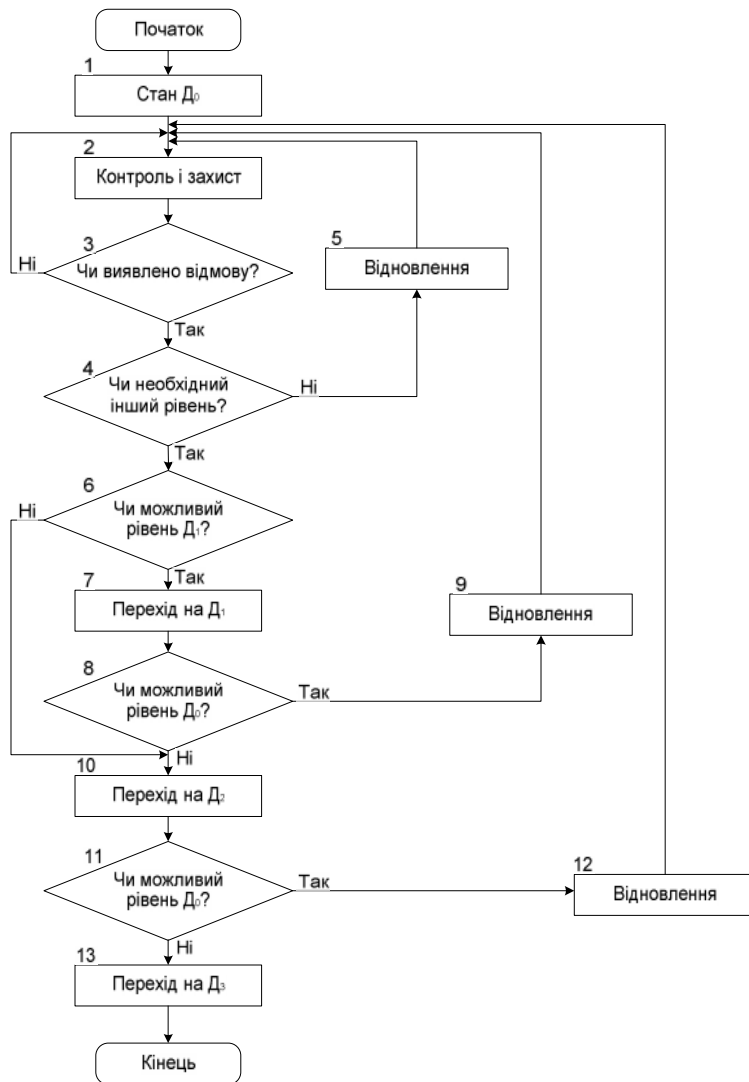 Початок
1
Стан Д₀
2
Контроль і захист
3
Чи виявлено відмову?
Ні
5
Відновлення
Так
4
Чи необхідний
інший рівень?
Ні
Так
6
Чи можливий
рівень Д₁?
Ні
Так
7
Перехід на Д₁
9
Відновлення
8
Чи можливий
рівень Д₀?
Так
Ні
10
Перехід на Д₂
11
Чи можливий
рівень Д₀?
Так
12
Відновлення
Ні
13
Перехід на Д₃
Кінець